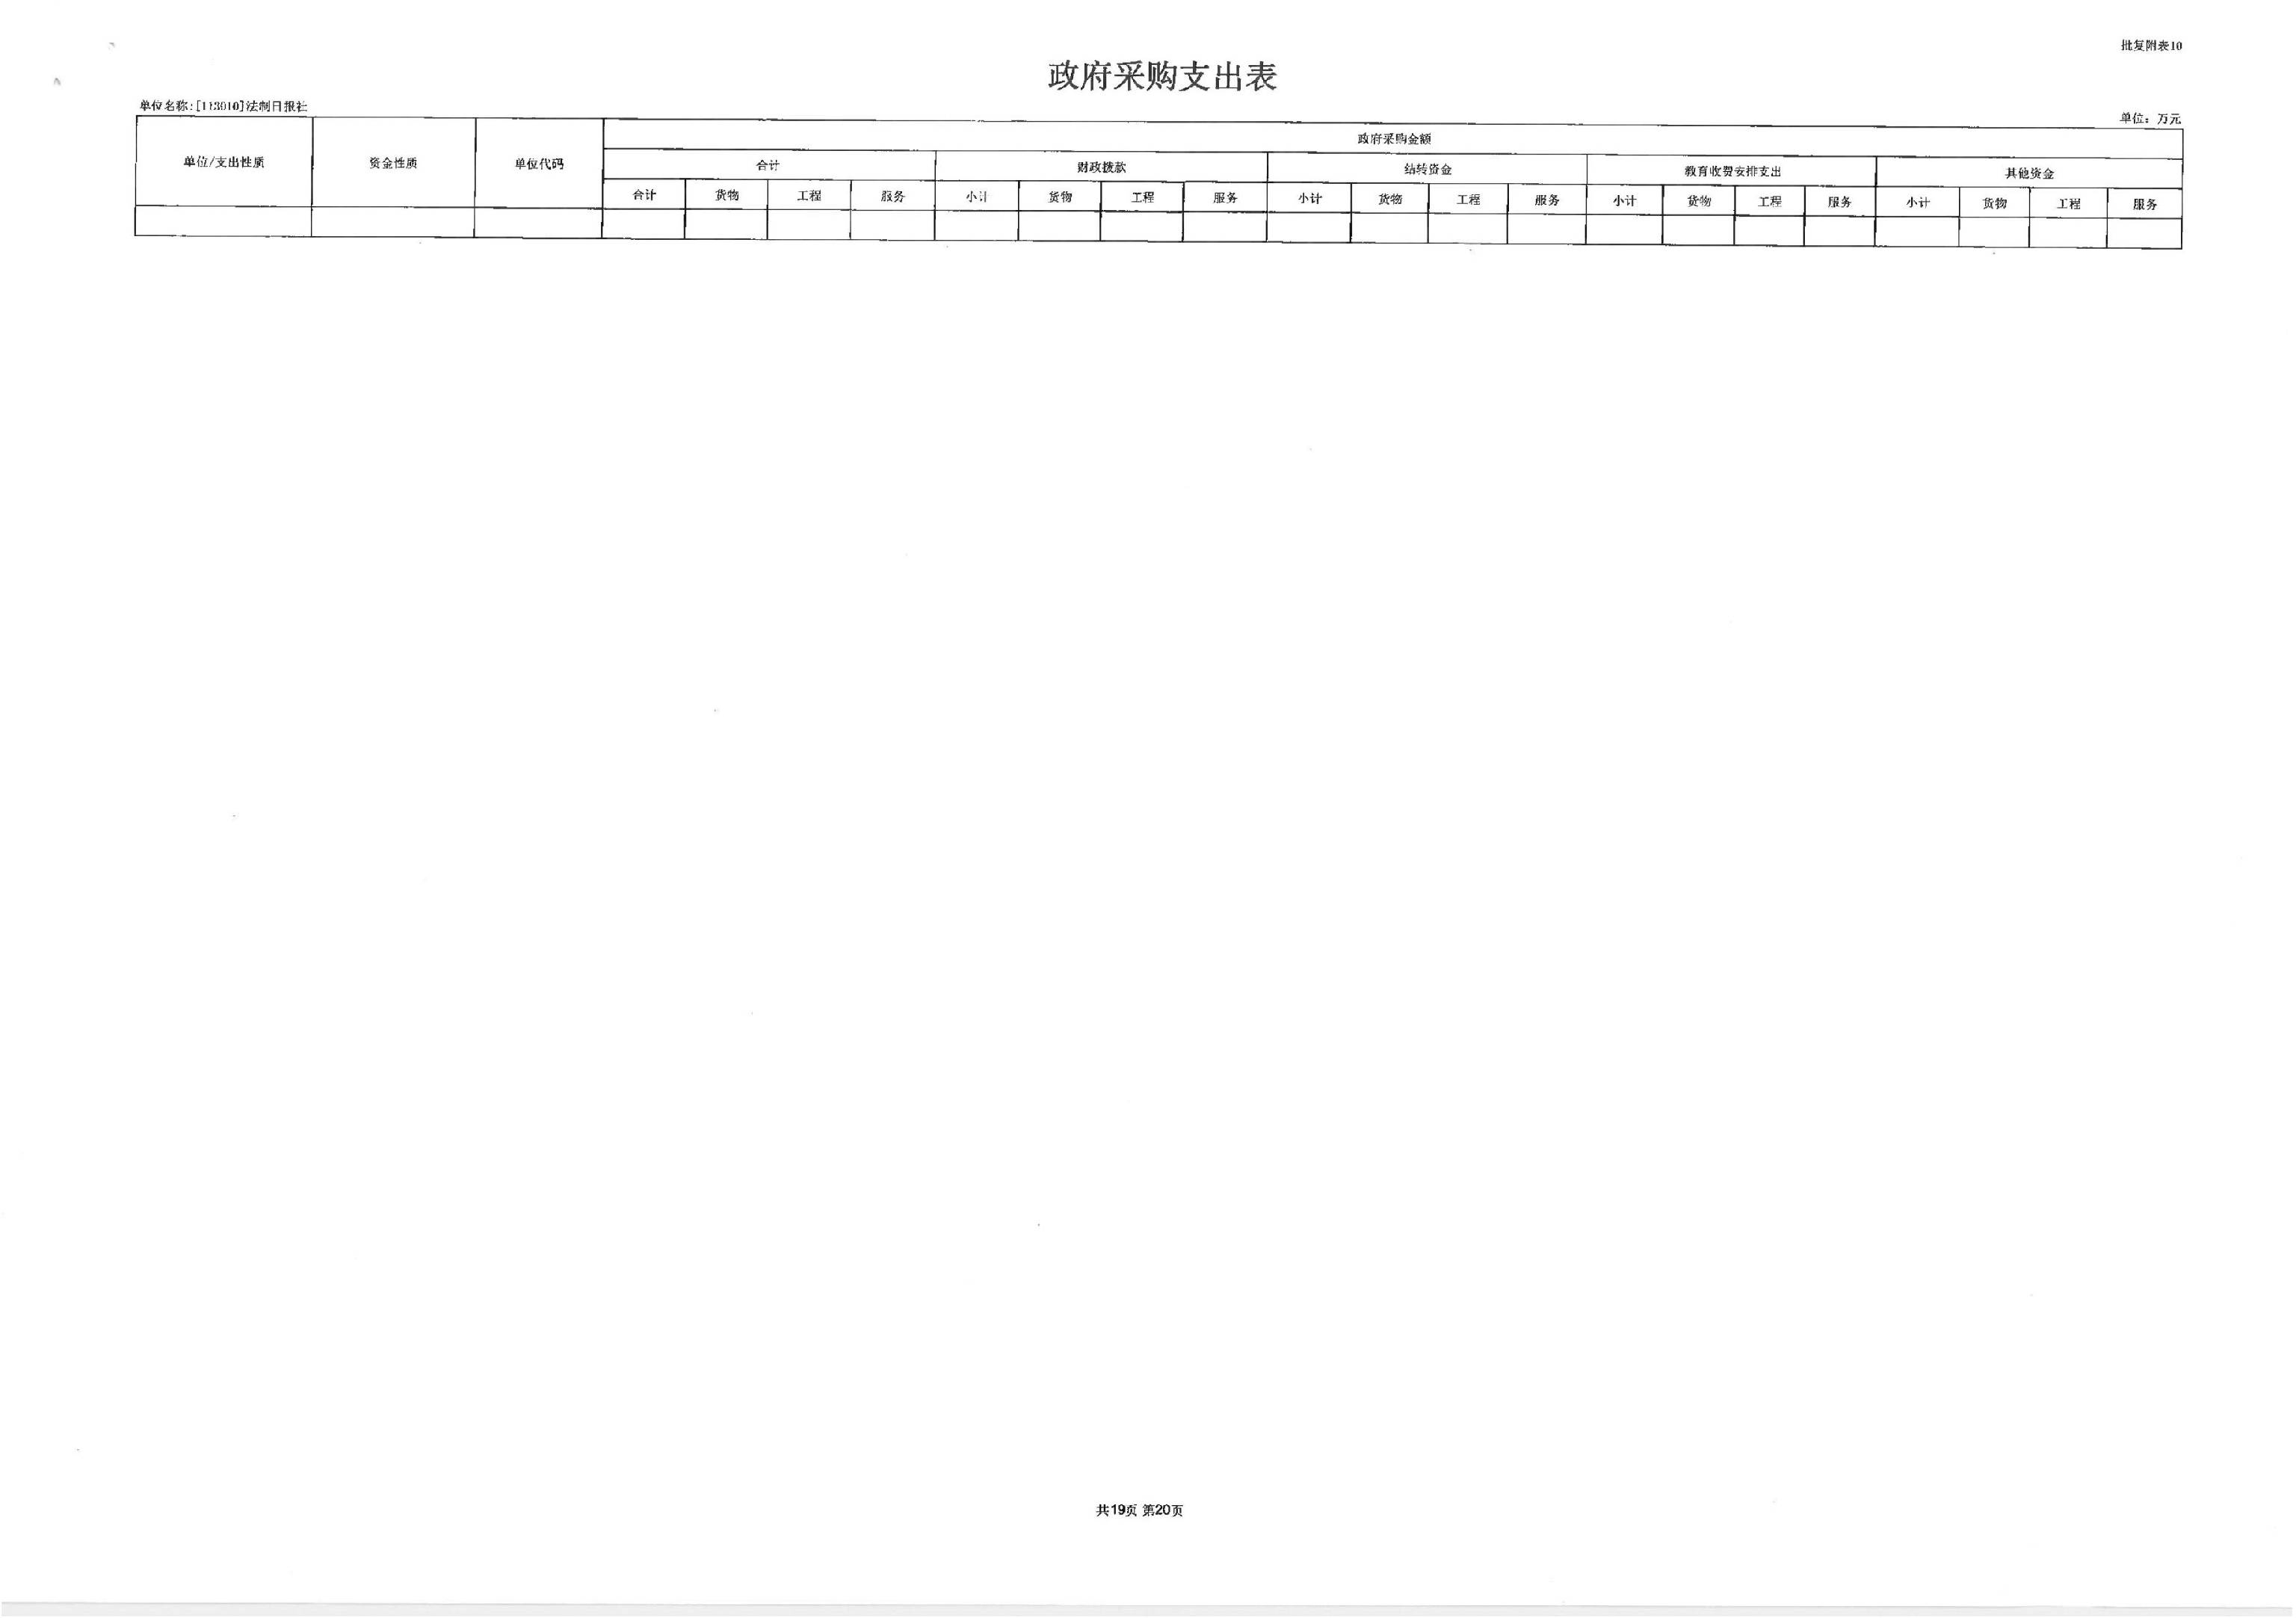 批复附表10
政府采购支出表
单位名称:[113010]法制日报社
单位：万元
单位/支出性质 资金性质 单位代码 政府采购金额
合计 财政拨款 结转资金 教育收费安排支出 其他资金
合计 货物 工程 服务 小计 货物 工程 服务 小计 货物 工程 服务 小计 货物 工程 服务 小计 货物 工程 服务
共19页 第20页